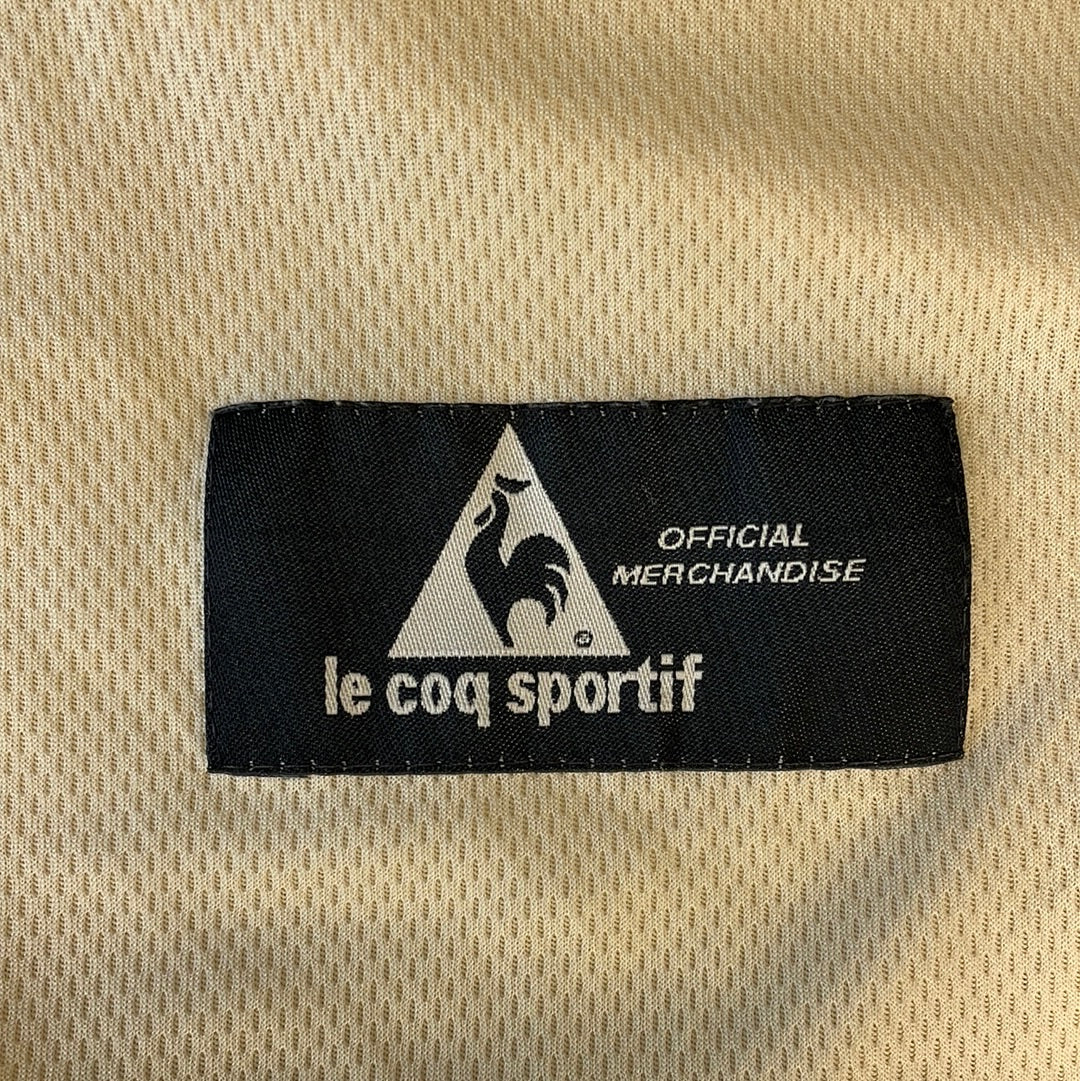 OFFICIAL
MERCHANDISE
le coq sportif
®